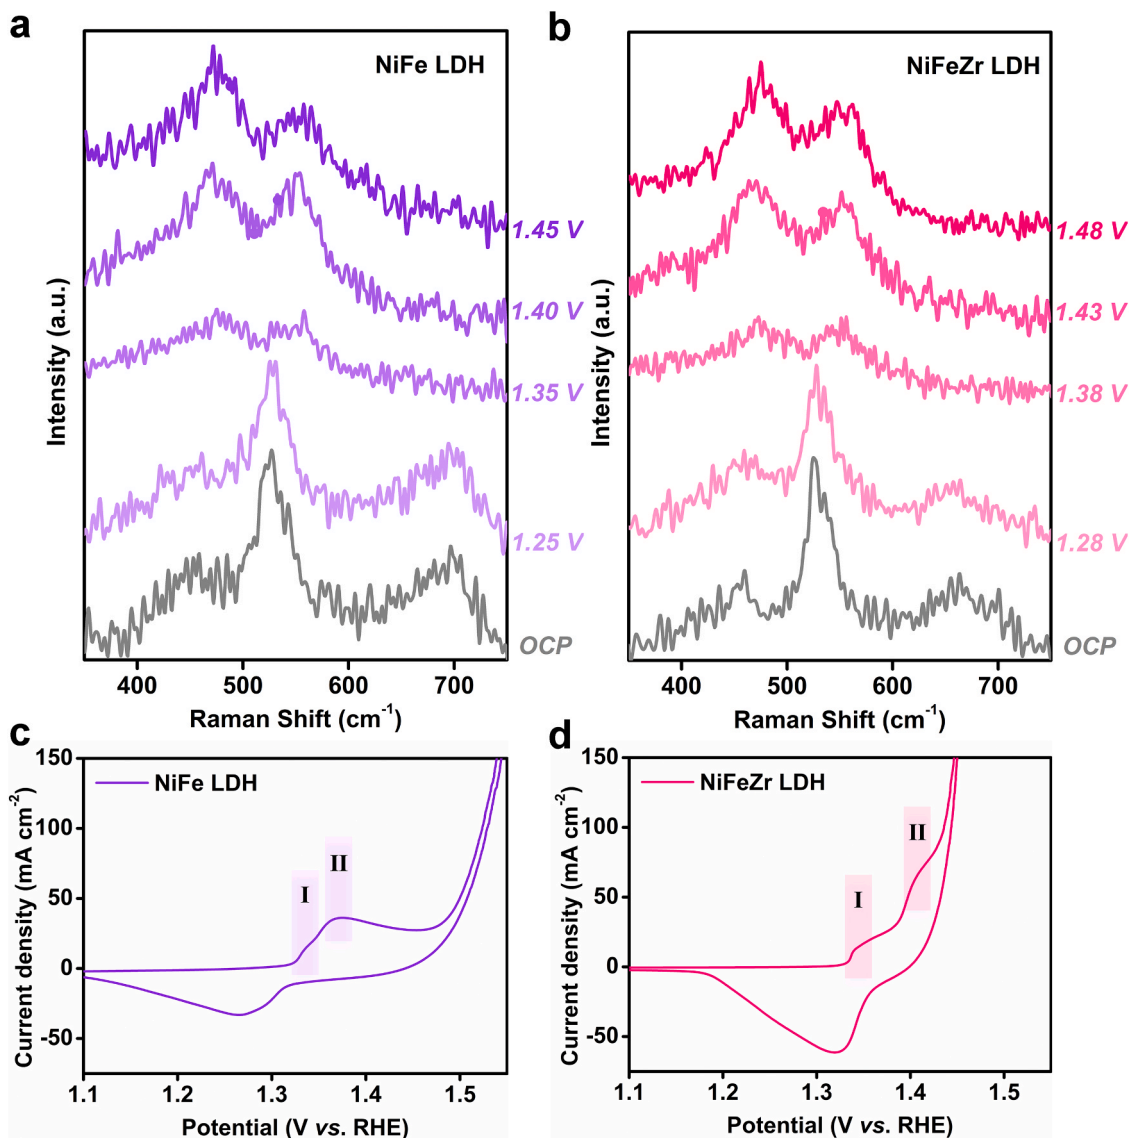 a
NiFe LDH
1.45 V
1.40 V
1.35 V
1.25 V
OCP
Intensity (a.u.)
400 500 600 700
Raman Shift (cm⁻¹)
b
NiFeZr LDH
1.48 V
1.43 V
1.38 V
1.28 V
OCP
Intensity (a.u.)
400 500 600 700
Raman Shift (cm⁻¹)
c
NiFe LDH
I
II
150
100
50
0
-50
Current density (mA cm⁻²)
1.1 1.2 1.3 1.4 1.5
Potential (V vs. RHE)
d
NiFeZr LDH
I
II
150
100
50
0
-50
Current density (mA cm⁻²)
1.1 1.2 1.3 1.4 1.5
Potential (V vs. RHE)